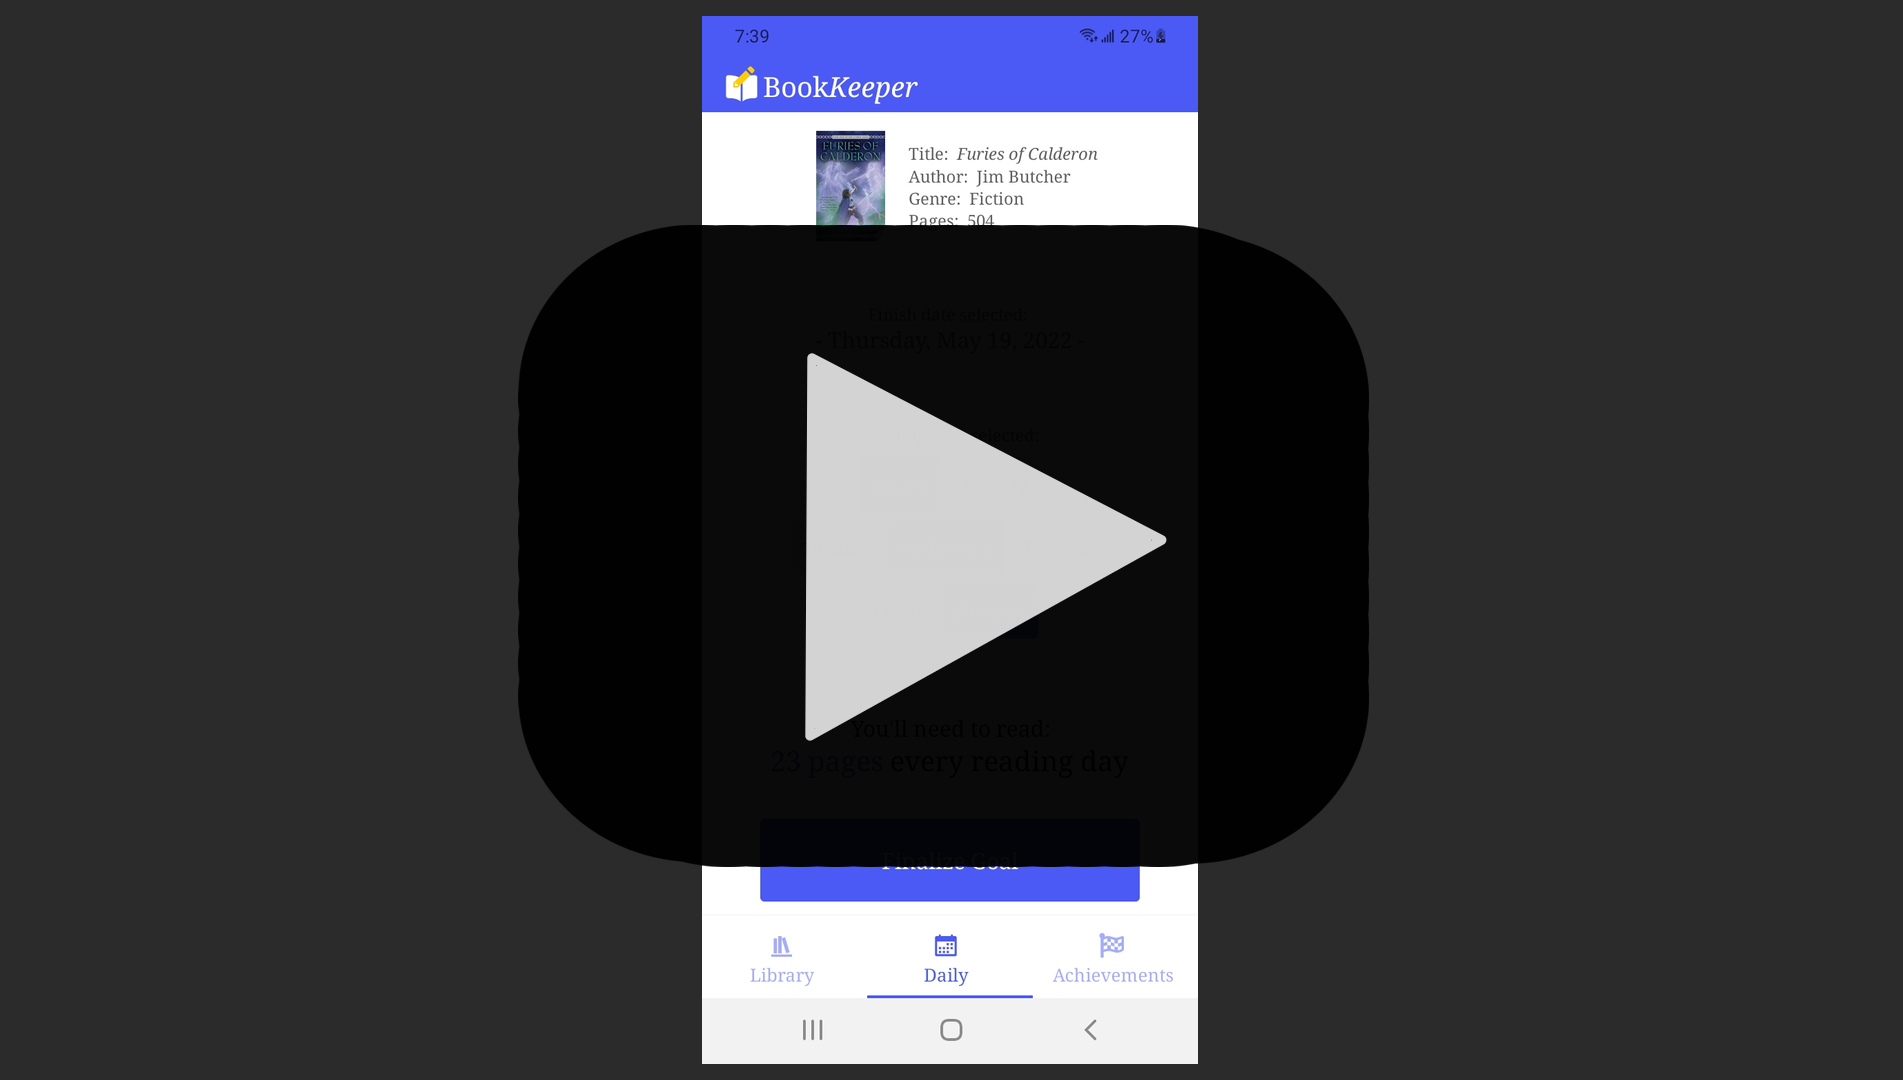 7:39
27%
BookKeeper
FURIES OF
CALDERON
Title: Furies of Calderon
Author: Jim Butcher
Genre: Fiction
Pages: 504
Finish date selected:
- Thursday, May 19, 2022 -
selected:
You'll need to read:
23 pages every reading day
Finalize Goal
Library
Daily
Achievements